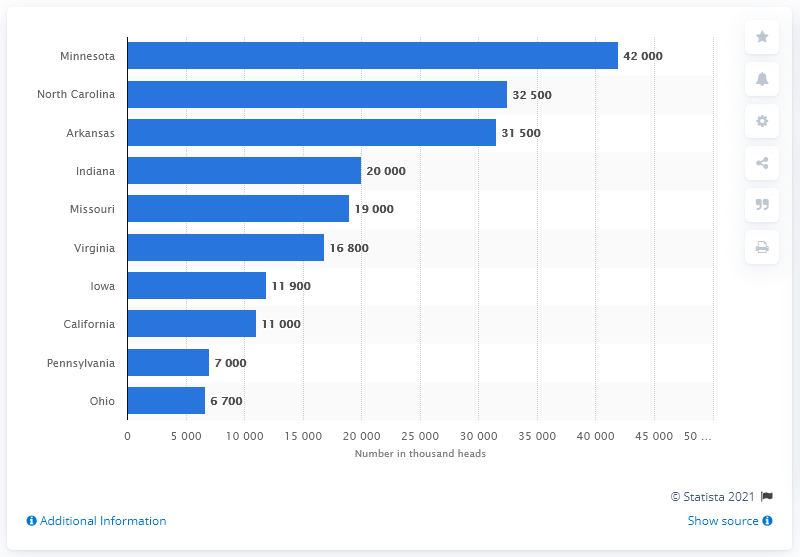 Minnesota 42 000
North Carolina 32 500
Arkansas 31 500
Indiana 20 000
Missouri 19 000
Virginia 16 800
Iowa 11 900
California 11 000
Pennsylvania 7 000
Ohio 6 700
0 5 000 10 000 15 000 20 000 25 000 30 000 35 000 40 000 45 000 50 ...
Number in thousand heads
© Statista 2021
Additional Information Show source